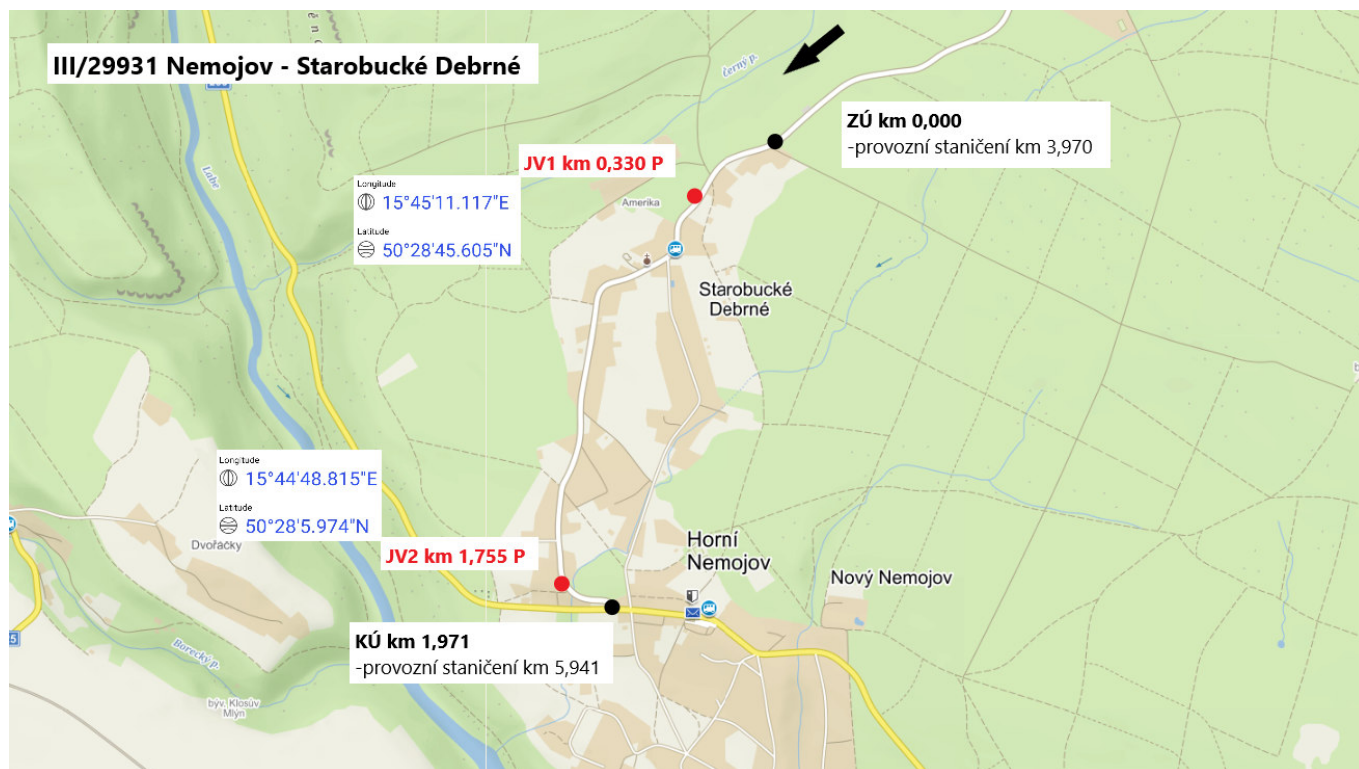 III/29931 Nemojov - Starobucké Debrné
černý p.
ZÚ km 0,000
-provozní staničení km 3,970
JV1 km 0,330 P
Longitude
15°45'11.117"E
Latitude
50°28'45.605"N
Labe
Amerika
Starobucké
Debrné
Longitude
15°44'48.815"E
Latitude
50°28'5.974"N
Dvořáčky
JV2 km 1,755 P
Horní
Nemojov
Nový Nemojov
KÚ km 1,971
-provozní staničení km 5,941
Borecký p.
býv. Klosův
Mlýn